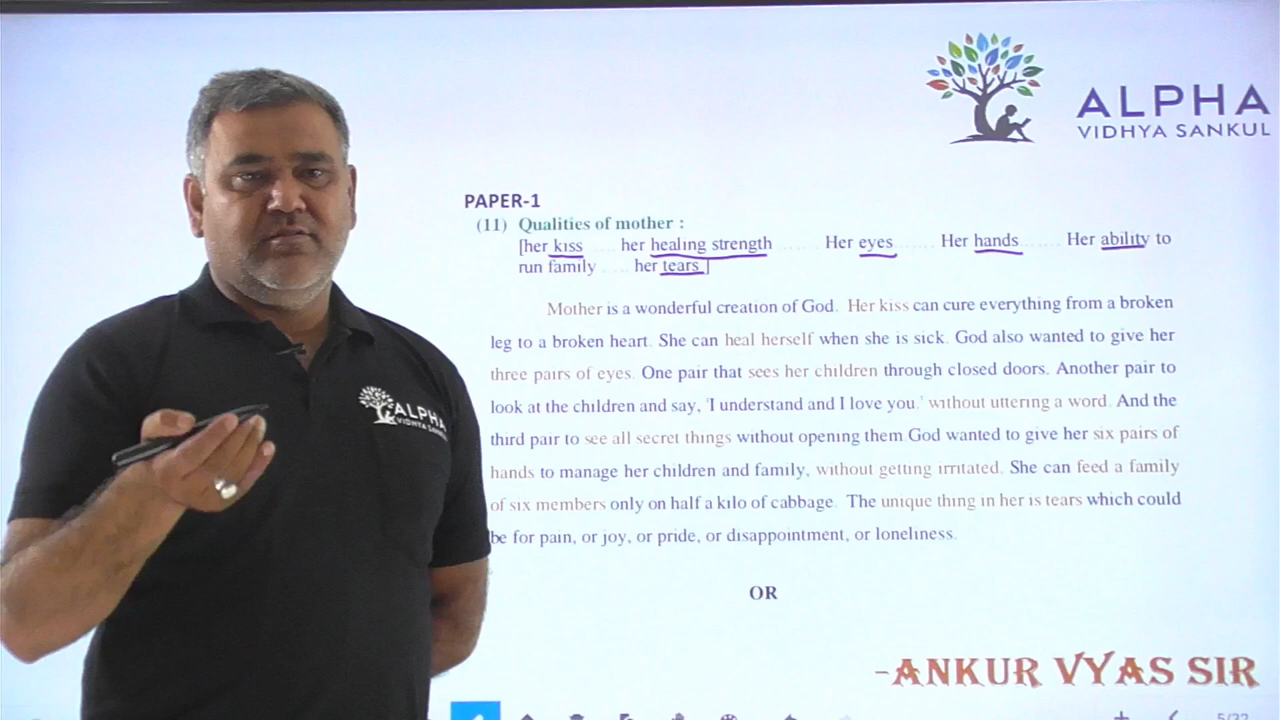 ALPHA
VIDHYA SANKUL
PAPER-1
(11) Qualities of mother :
[her kiss .... her healing strength ...... Her eyes ...... Her hands ...... Her ability to
run family .... her tears ]
Mother is a wonderful creation of God. Her kiss can cure everything from a broken
leg to a broken heart. She can heal herself when she is sick. God also wanted to give her
three pairs of eyes. One pair that sees her children through closed doors. Another pair to
look at the children and say, 'I understand and I love you.' without uttering a word. And the
third pair to see all secret things without opening them God wanted to give her six pairs of
hands to manage her children and family, without getting irritated. She can feed a family
of six members only on half a kilo of cabbage. The unique thing in her is tears which could
be for pain, or joy, or pride, or disappointment, or loneliness.
OR
ALPHA
VIDHYA SANKUL
-ANKUR VYAS SIR
5/22